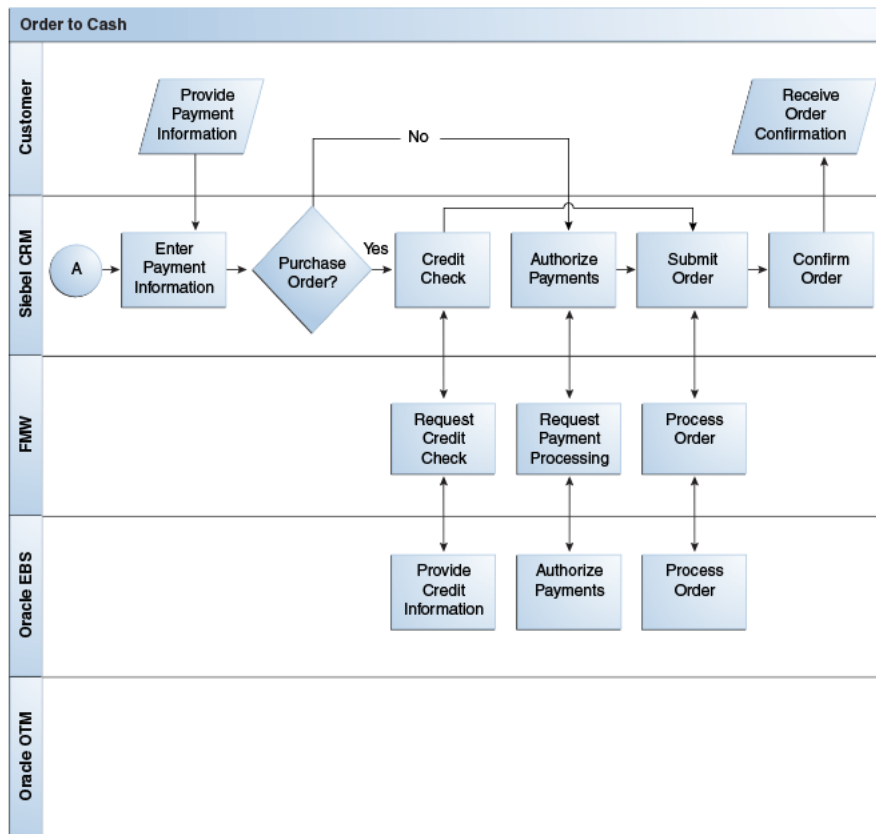 Order to Cash
Customer
Provide
Payment
Information
No
Receive
Order
Confirmation
Siebel CRM
A
Enter
Payment
Information
Purchase
Order?
Yes
Credit
Check
Authorize
Payments
Submit
Order
Confirm
Order
FMW
Request
Credit
Check
Request
Payment
Processing
Process
Order
Oracle EBS
Provide
Credit
Information
Authorize
Payments
Process
Order
Oracle OTM